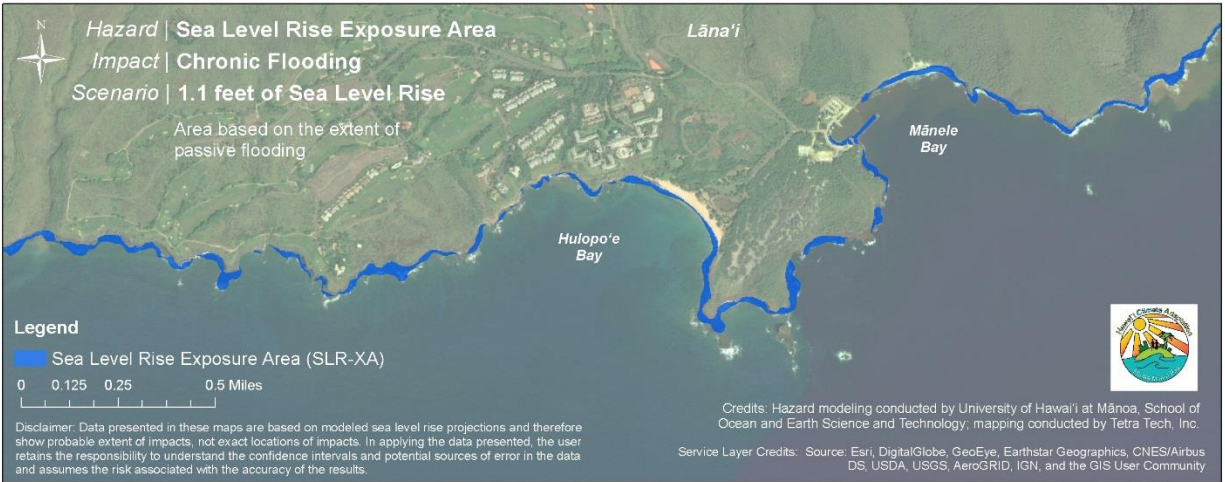 N
Hazard | Sea Level Rise Exposure Area
Impact | Chronic Flooding
Scenario | 1.1 feet of Sea Level Rise
Area based on the extent of
passive flooding
Lāna‘i
Mānele
Bay
Hulopo‘e
Bay
Legend
Sea Level Rise Exposure Area (SLR-XA)
0 0.125 0.25 0.5 Miles
Disclaimer: Data presented in these maps are based on modeled sea level rise projections and therefore
show probable extent of impacts, not exact locations of impacts. In applying the data presented, the user
retains the responsibility to understand the confidence intervals and potential sources of error in the data
and assumes the risk associated with the accuracy of the results.
Hawai‘i Climate Adaptation
Credits: Hazard modeling conducted by University of Hawai‘i at Mānoa, School of
Ocean and Earth Science and Technology; mapping conducted by Tetra Tech, Inc.
Service Layer Credits: Source: Esri, DigitalGlobe, GeoEye, Earthstar Geographics, CNES/Airbus
DS, USDA, USGS, AeroGRID, IGN, and the GIS User Community